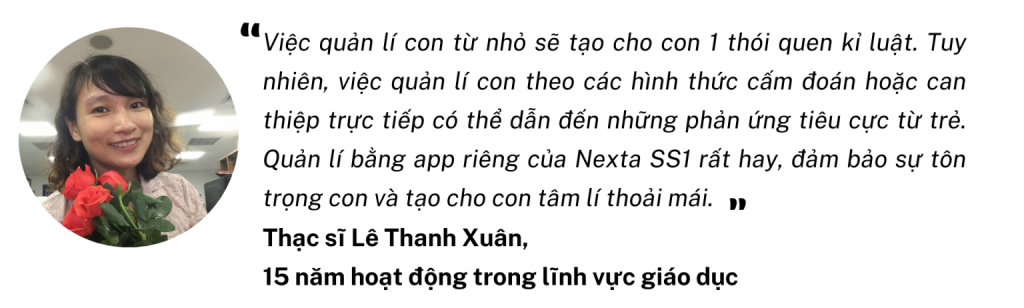 "Việc quản lí con từ nhỏ sẽ tạo cho con 1 thói quen kỉ luật. Tuy
nhiên, việc quản lí con theo các hình thức cấm đoán hoặc can
thiệp trực tiếp có thể dẫn đến những phản ứng tiêu cực từ trẻ.
Quản lí bằng app riêng của Nexta SS1 rất hay, đảm bảo sự tôn
trọng con và tạo cho con tâm lí thoải mái. "
Thạc sĩ Lê Thanh Xuân,
15 năm hoạt động trong lĩnh vực giáo dục